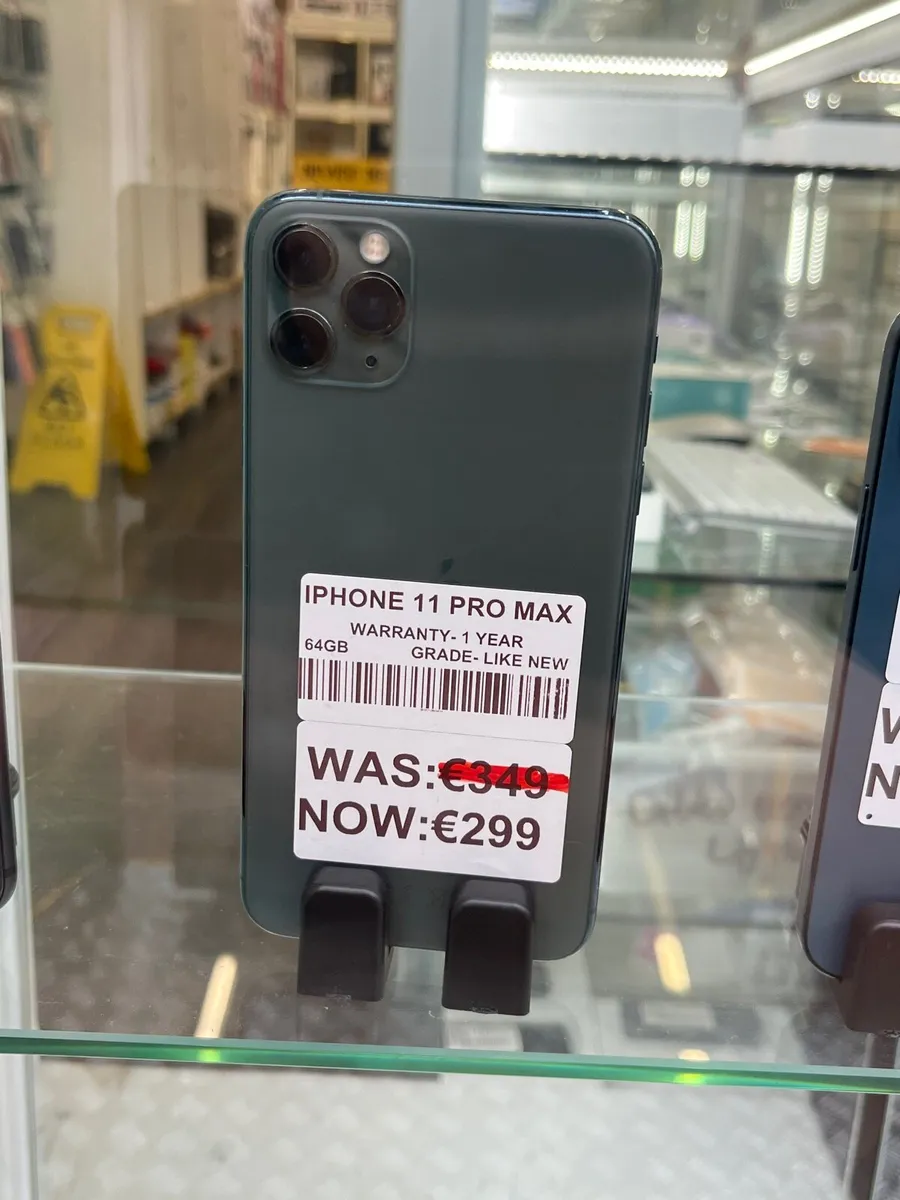 IPHONE 11 PRO MAX
WARRANTY- 1 YEAR
64GB
GRADE- LIKE NEW
WAS:€349
NOW:€299
W
N